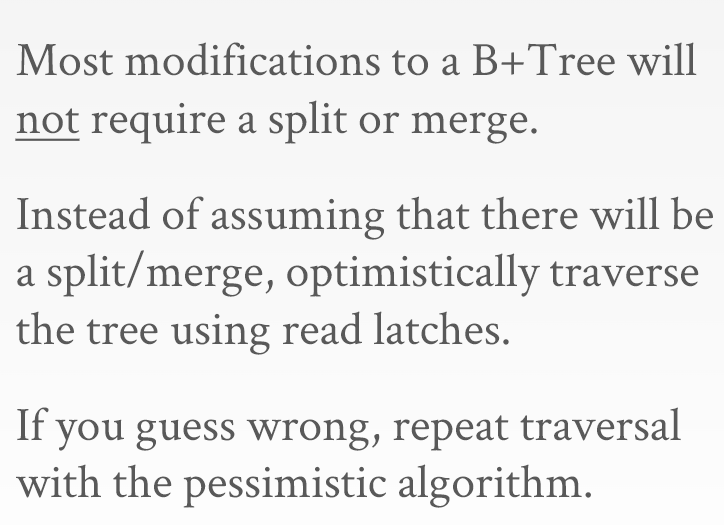 Most modifications to a B+Tree will
not require a split or merge.
Instead of assuming that there will be
a split/merge, optimistically traverse
the tree using read latches.
If you guess wrong, repeat traversal
with the pessimistic algorithm.